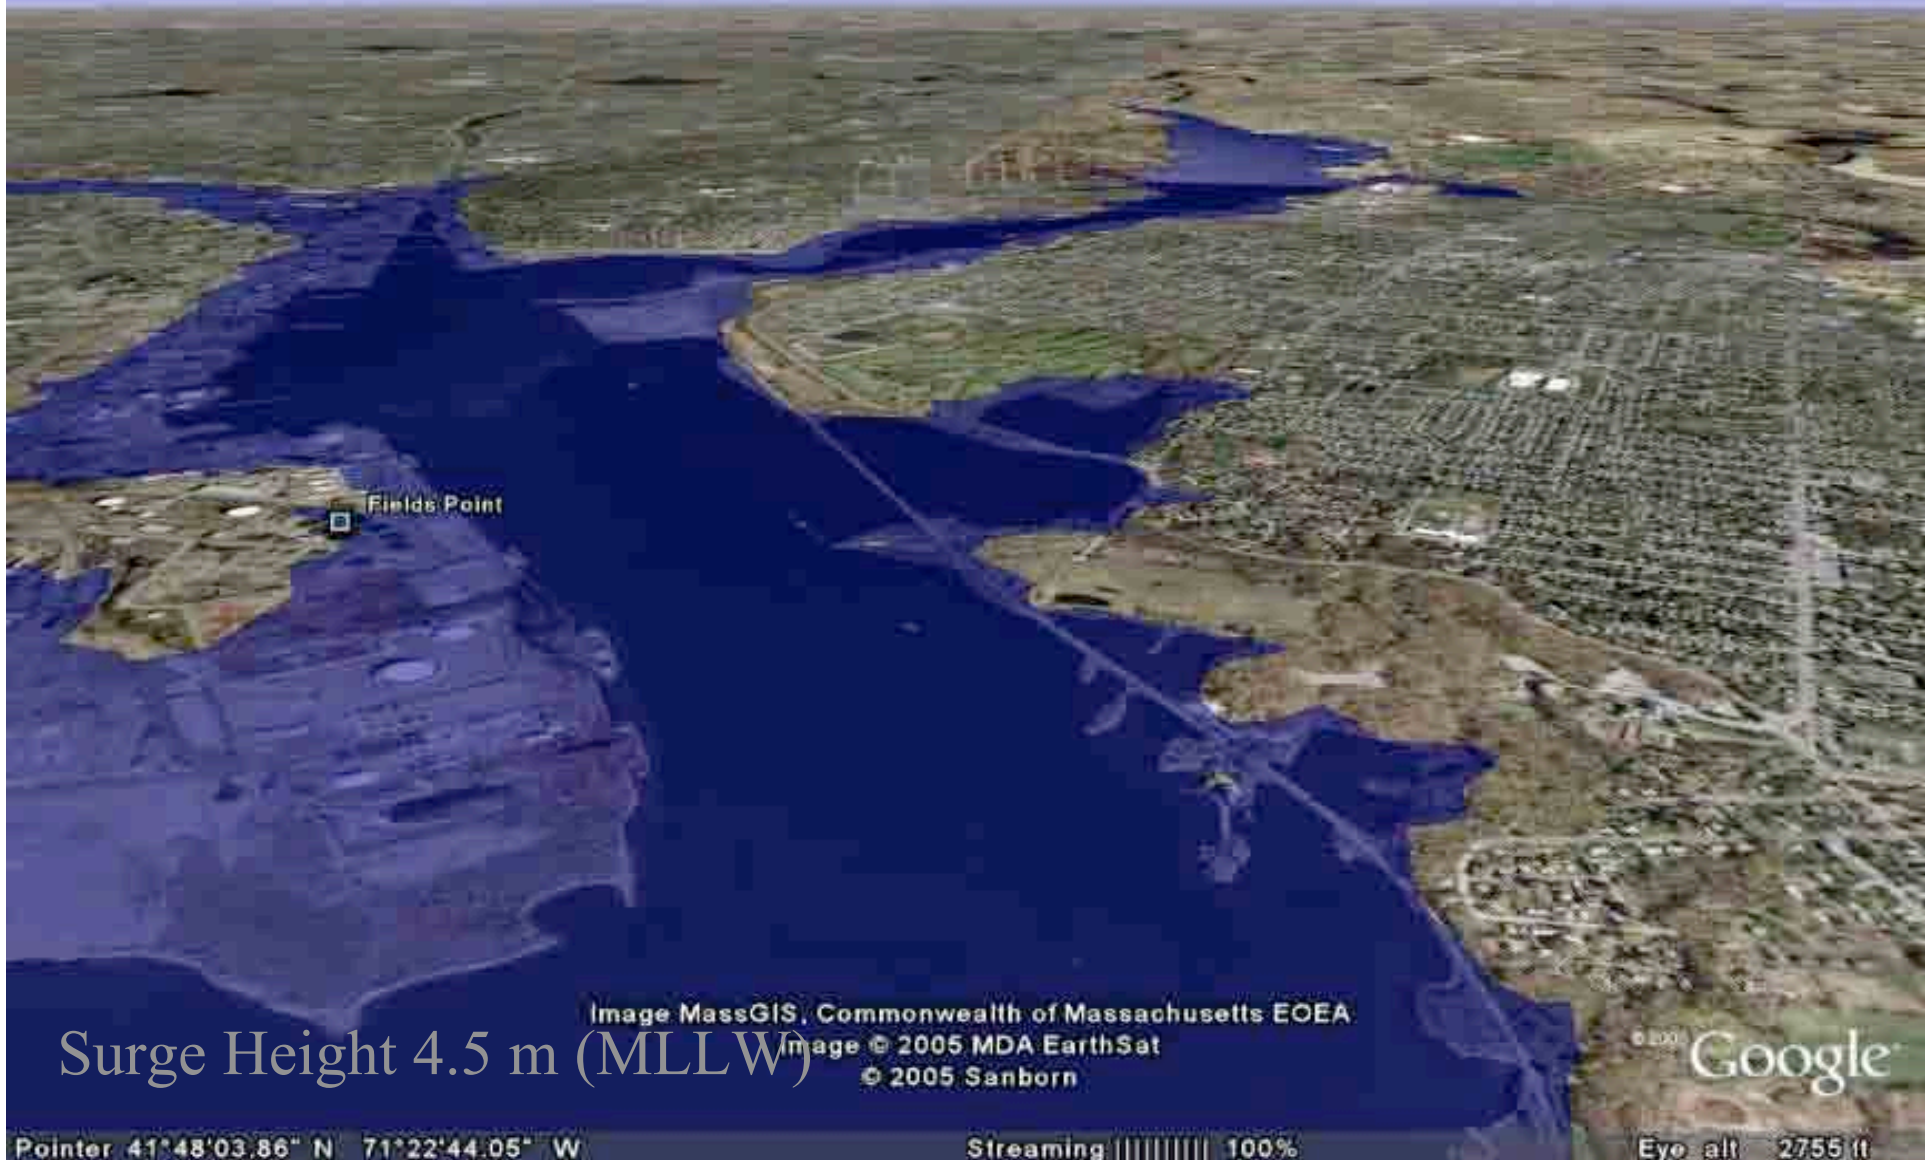 Fields Point
Image MassGIS, Commonwealth of Massachusetts EOEA
Surge Height 4.5 m (MLLW)
Image © 2005 MDA EarthSat
© 2005 Sanborn
Google
Pointer 41°48'03.86" N 71°22'44.05" W
Streaming |||||||||| 100%
Eye alt 2755 ft